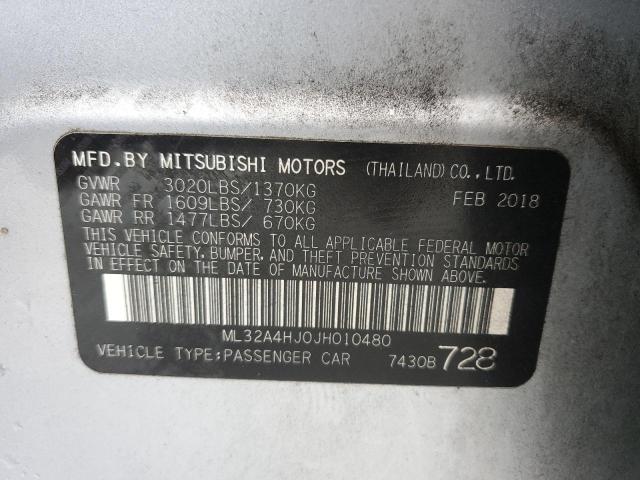 MFD.BY MITSUBISHI MOTORS (THAILAND)CO.,LTD.
GVWR 3020LBS/1370KG FEB 2018
GAWR FR 1609LBS/ 730KG
GAWR RR 1477LBS/ 670KG
THIS VEHICLE CONFORMS TO ALL APPLICABLE FEDERAL MOTOR
VEHICLE SAFETY, BUMPER, AND THEFT PREVENTION STANDARDS
IN EFFECT ON THE DATE OF MANUFACTURE SHOWN ABOVE.
ML32A4HJ0JH010480
VEHICLE TYPE;PASSENGER CAR 7430B 728